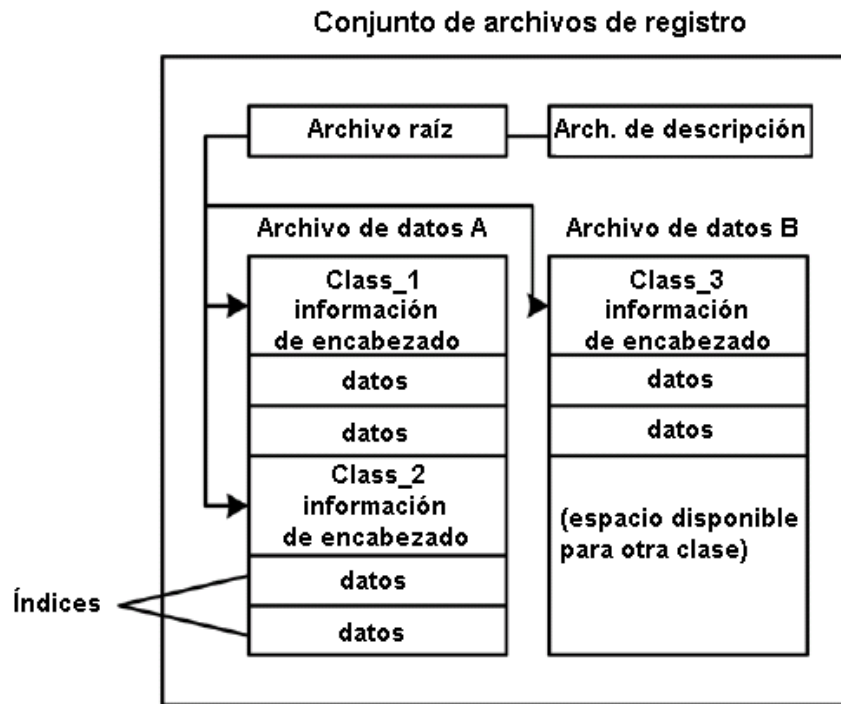 Conjunto de archivos de registro
Archivo raíz
Arch. de descripción
Archivo de datos A
Archivo de datos B
Class_1
información
de encabezado
datos
datos
Class_2
información
de encabezado
datos
datos
Class_3
información
de encabezado
datos
datos
(espacio disponible
para otra clase)
Índices